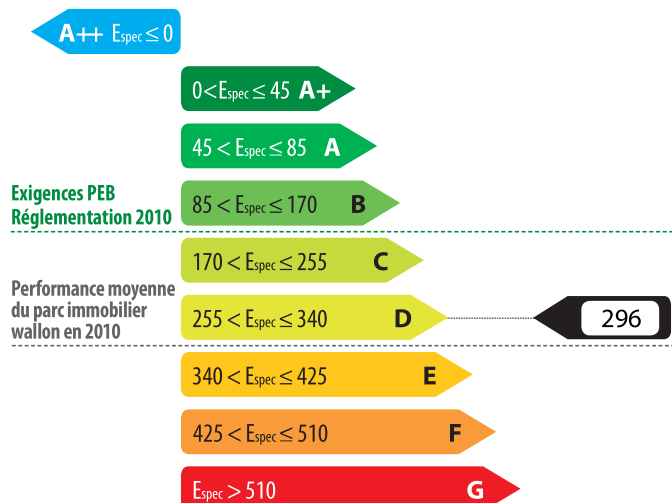 A++ Espec ≤ 0
0 < Espec ≤ 45 A+
45 < Espec ≤ 85 A
Exigences PEB
Réglementation 2010
85 < Espec ≤ 170 B
170 < Espec ≤ 255 C
Performance moyenne
du parc immobilier
wallon en 2010
255 < Espec ≤ 340 D
296
340 < Espec ≤ 425 E
425 < Espec ≤ 510 F
Espec > 510 G